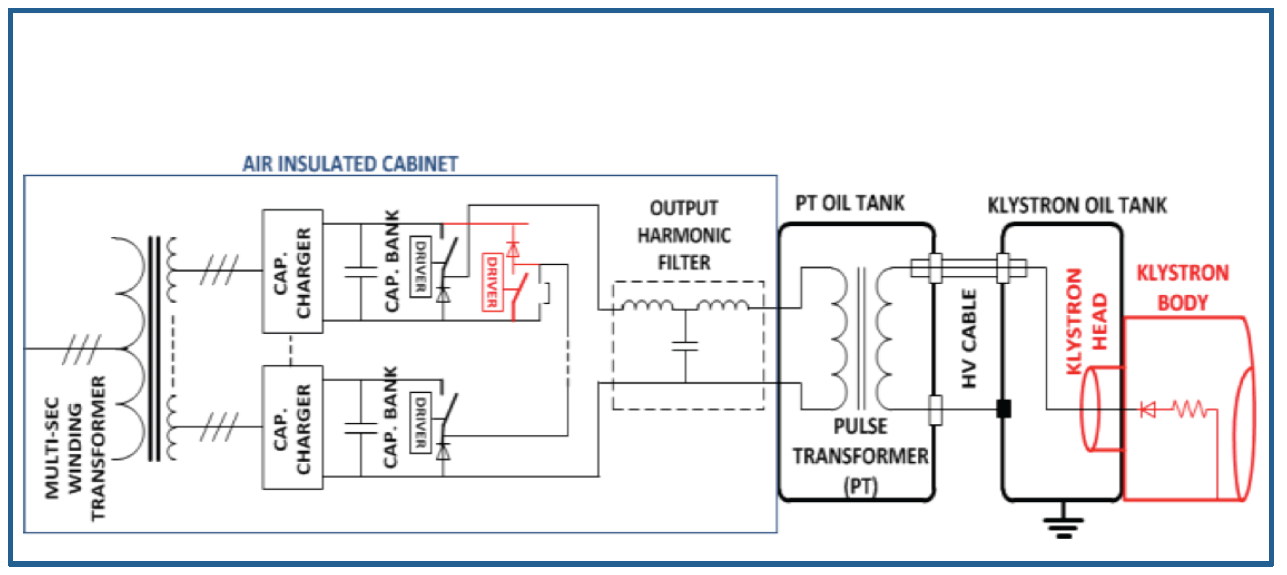 AIR INSULATED CABINET
MULTI-SEC
WINDING
TRANSFORMER
CAP.
CHARGER
CAP. BANK
DRIVER
DRIVER
CAP.
CHARGER
CAP. BANK
DRIVER
OUTPUT
HARMONIC
FILTER
PT OIL TANK
PULSE
TRANSFORMER
(PT)
HV CABLE
KLYSTRON OIL TANK
KLYSTRON
HEAD
KLYSTRON
BODY